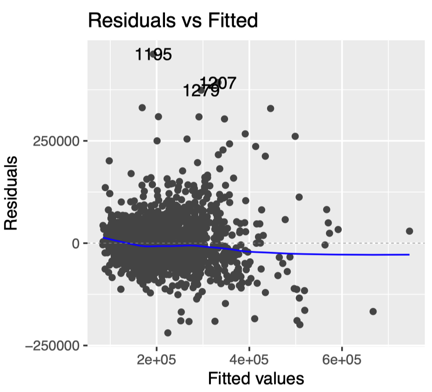 Residuals vs Fitted
1195
1207
1279
250000
0
−250000
Residuals
2e+05
4e+05
6e+05
Fitted values